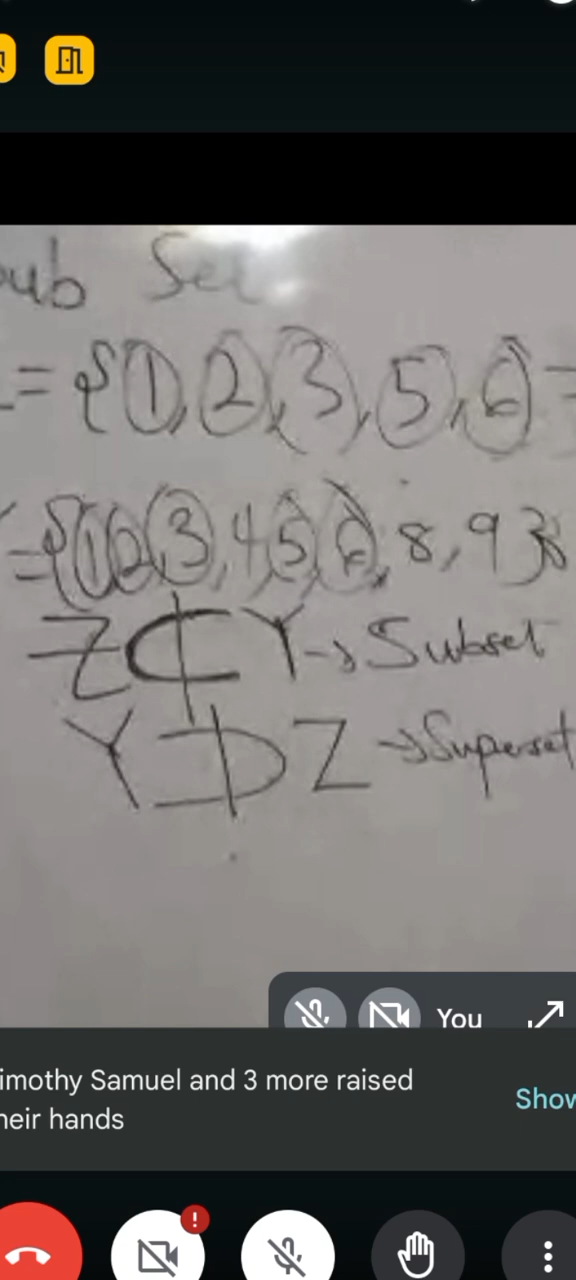 ub Set
= {1, 2, 3, 5, 6
= {1, 2, 3, 4, 5, 6, 8, 9}
Z ⊄ Y → Subset
Y ⊅ Z → Superset
You
imothy Samuel and 3 more raised
heir hands
Show